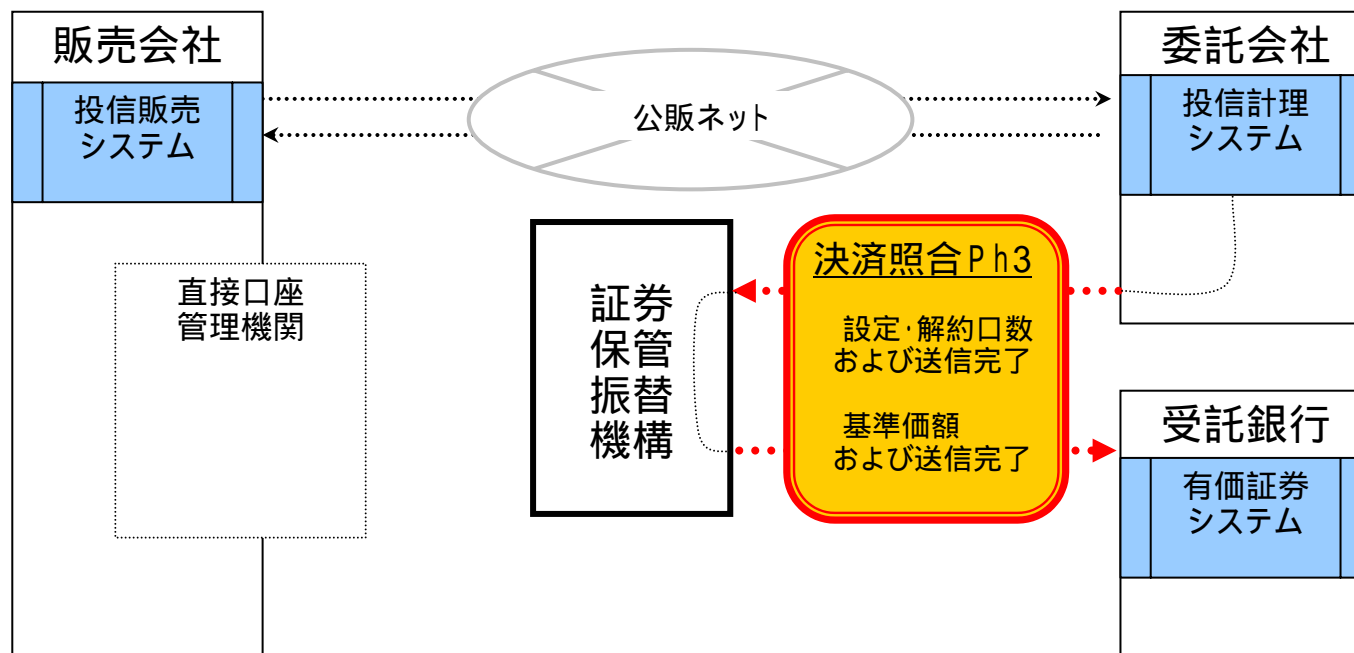 販売会社
投信販売
システム
公販ネット
委託会社
投信計理
システム
直接口座
管理機関
証券
保管
振替
機構
決済照合Ph3
設定・解約口数
および送信完了
基準価額
および送信完了
受託銀行
有価証券
システム